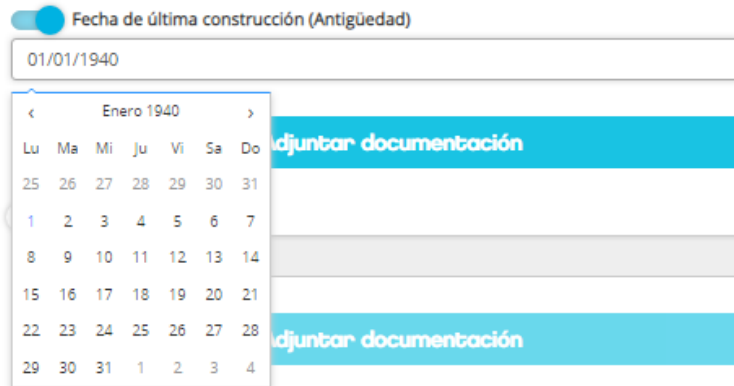 Fecha de última construcción (Antigüedad)
01/01/1940
‹ Enero 1940 ›
Lu Ma Mi Ju Vi Sa Do
25 26 27 28 29 30 31
1 2 3 4 5 6 7
8 9 10 11 12 13 14
15 16 17 18 19 20 21
22 23 24 25 26 27 28
29 30 31 1 2 3 4
Adjuntar documentación
Adjuntar documentación